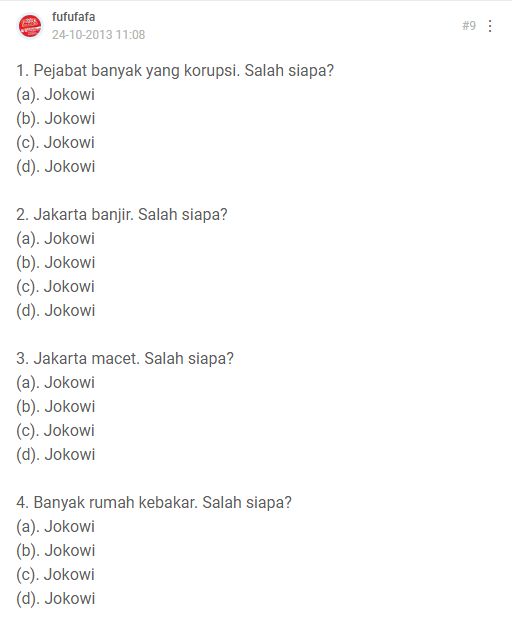 fufufafa
24-10-2013 11:08
#9
1. Pejabat banyak yang korupsi. Salah siapa?
(a). Jokowi
(b). Jokowi
(c). Jokowi
(d). Jokowi
2. Jakarta banjir. Salah siapa?
(a). Jokowi
(b). Jokowi
(c). Jokowi
(d). Jokowi
3. Jakarta macet. Salah siapa?
(a). Jokowi
(b). Jokowi
(c). Jokowi
(d). Jokowi
4. Banyak rumah kebakar. Salah siapa?
(a). Jokowi
(b). Jokowi
(c). Jokowi
(d). Jokowi